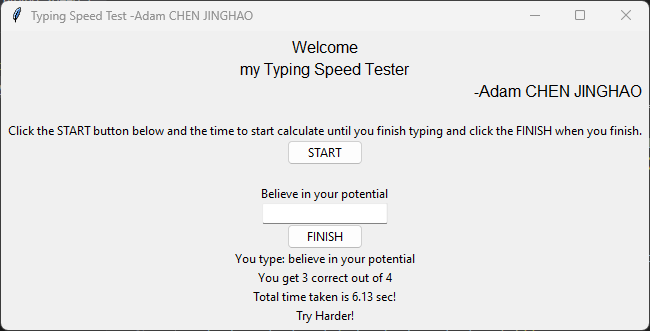 Typing Speed Test -Adam CHEN JINGHAO
Welcome
my Typing Speed Tester
-Adam CHEN JINGHAO
Click the START button below and the time to start calculate until you finish typing and click the FINISH when you finish.
START
Believe in your potential
FINISH
You type: believe in your potential
You get 3 correct out of 4
Total time taken is 6.13 sec!
Try Harder!